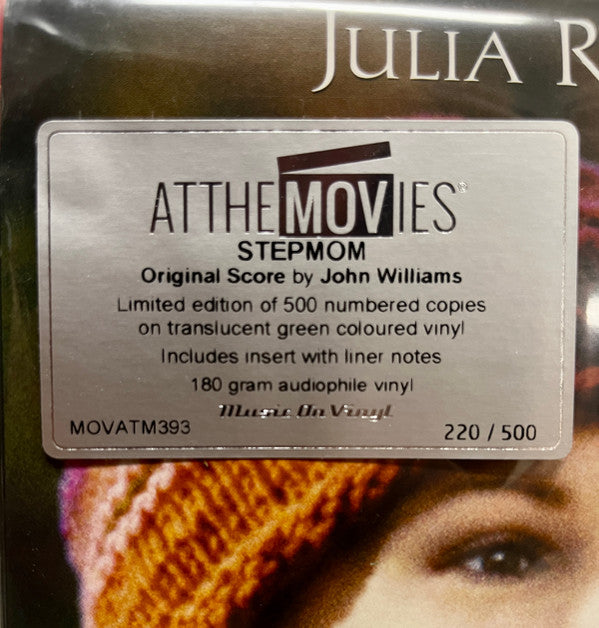 JULIA R
ATTHEMOVIES®
STEPMOM
Original Score by John Williams
Limited edition of 500 numbered copies
on translucent green coloured vinyl
Includes insert with liner notes
180 gram audiophile vinyl
Music On Vinyl
MOVATM393 220 / 500